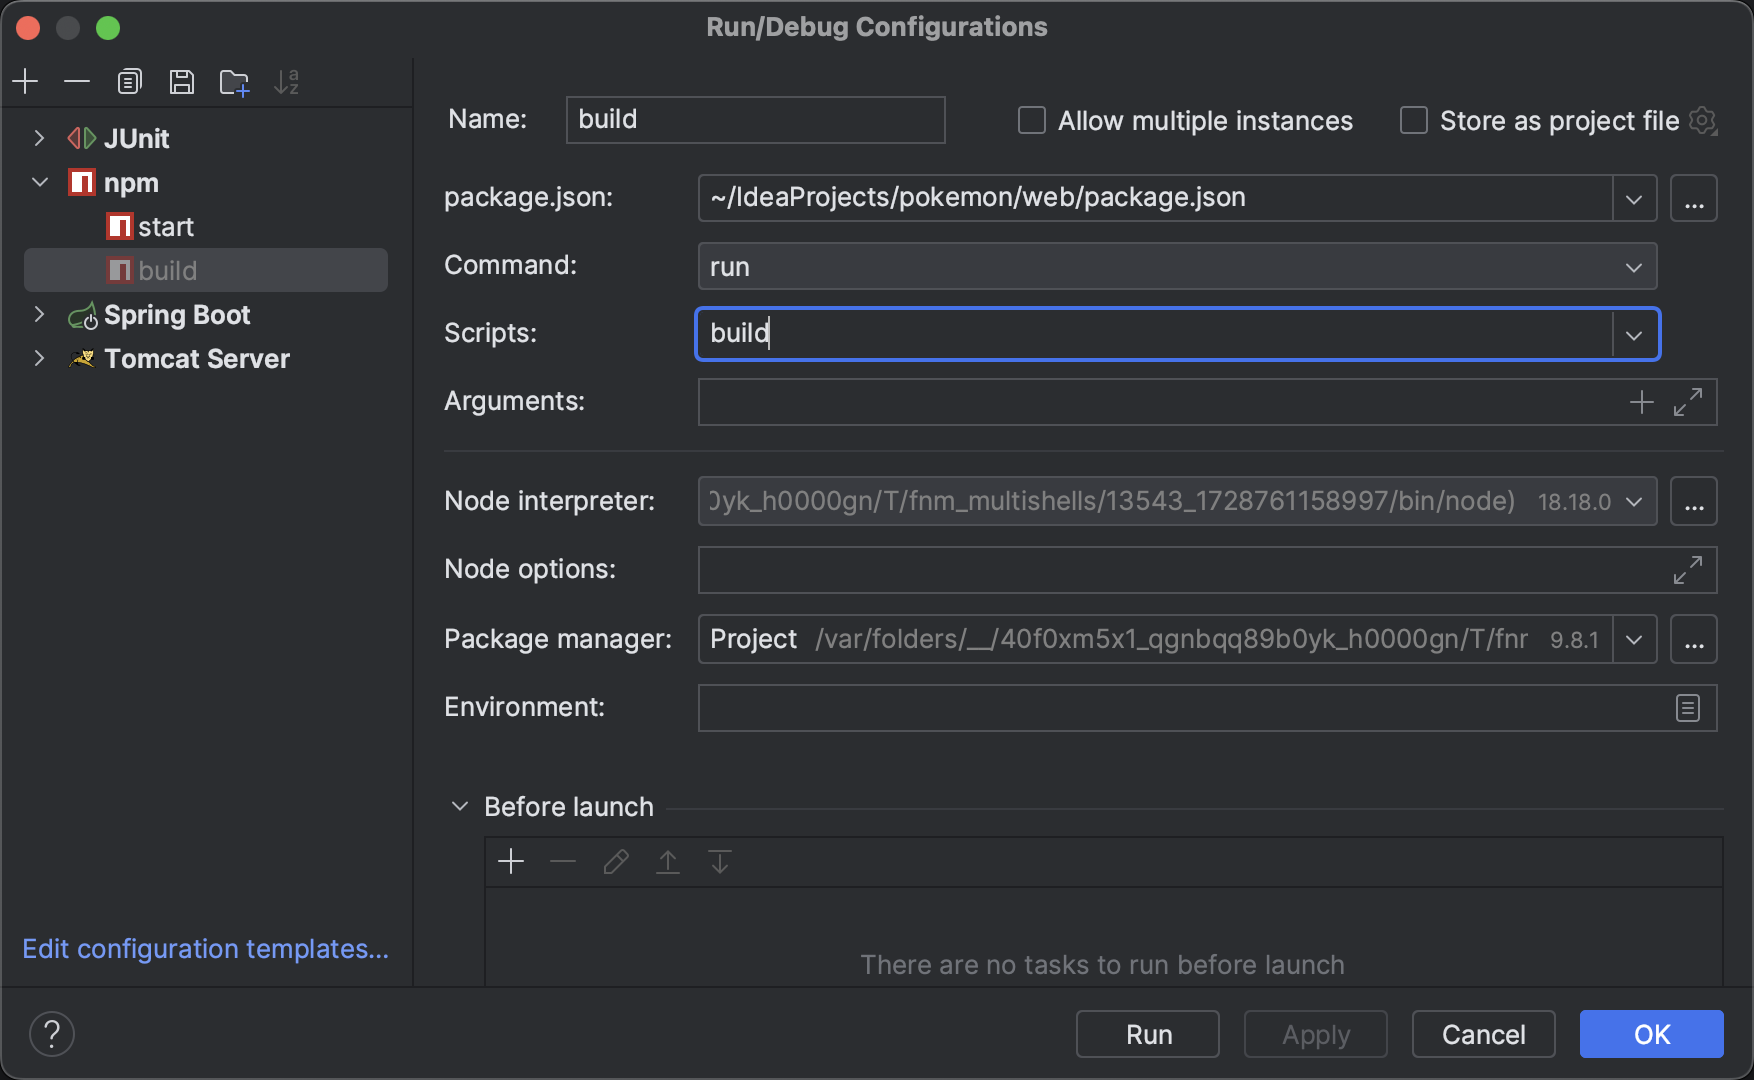 Run/Debug Configurations
JUnit
npm
start
build
Spring Boot
Tomcat Server
Edit configuration templates...
Name: build
Allow multiple instances
Store as project file
package.json: ~/IdeaProjects/pokemon/web/package.json ...
Command: run
Scripts: build
Arguments:
Node interpreter: 0yk_h0000gn/T/fnm_multishells/13543_1728761158997/bin/node) 18.18.0 ...
Node options:
Package manager: Project /var/folders/__/40f0xm5x1_qgnbqq89b0yk_h0000gn/T/fnr 9.8.1 ...
Environment:
Before launch
There are no tasks to run before launch
? Run Apply Cancel OK